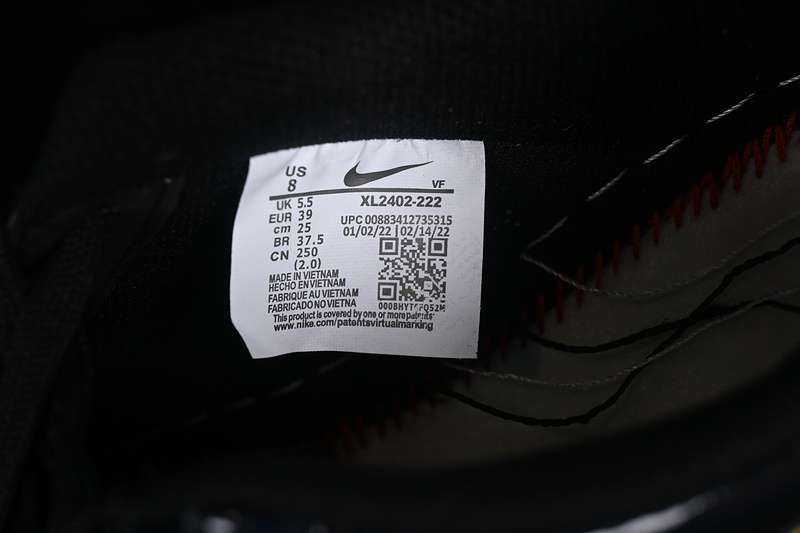 US
8
VF
UK 5.5
XL2402-222
EUR 39
UPC 00883412735315
cm 25
01/02/22 | 02/14/22
BR 37.5
CN 250
(2.0)
MADE IN VIETNAM
HECHO EN VIETNAM
FABRIQUE AU VIETNAM
FABRICADO NO VIETNA
This product is covered by one or more patents
www.nike.com/patentsvirtualmarking